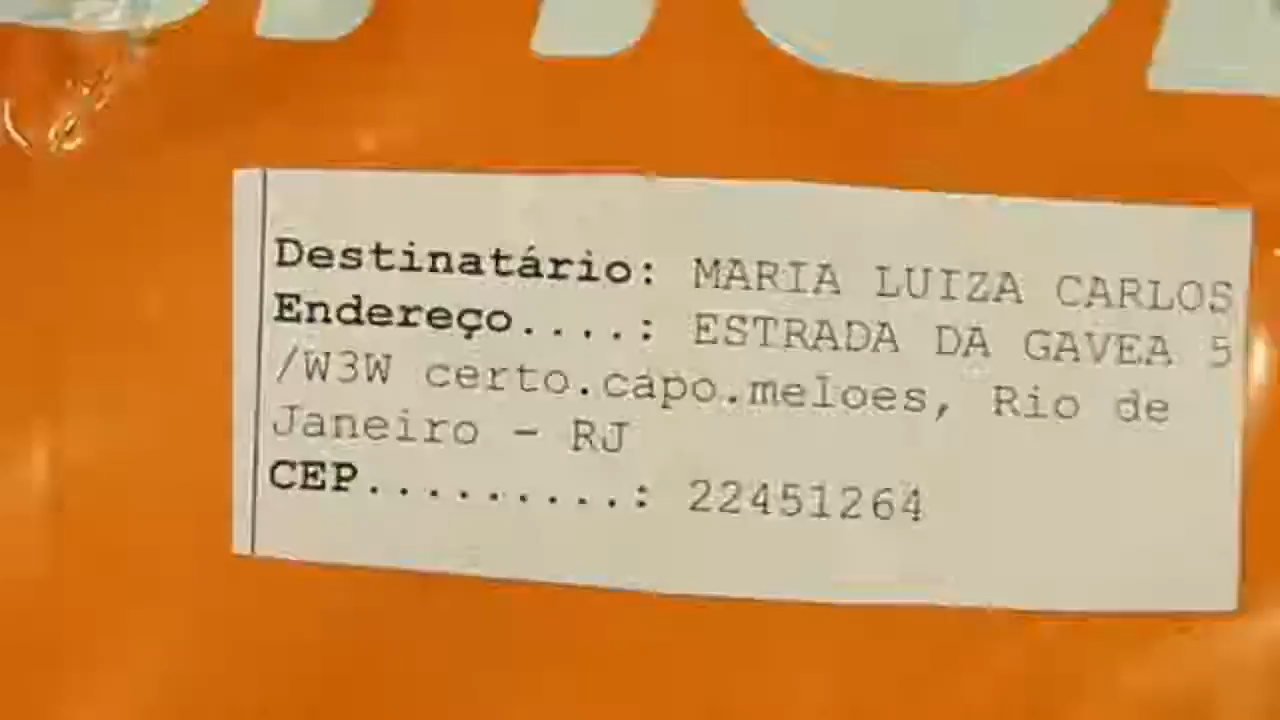 Destinatário: MARIA LUIZA CARLOS
Endereço....: ESTRADA DA GAVEA 5
/W3W certo.capo.meloes, Rio de
Janeiro - RJ
CEP.........: 22451264